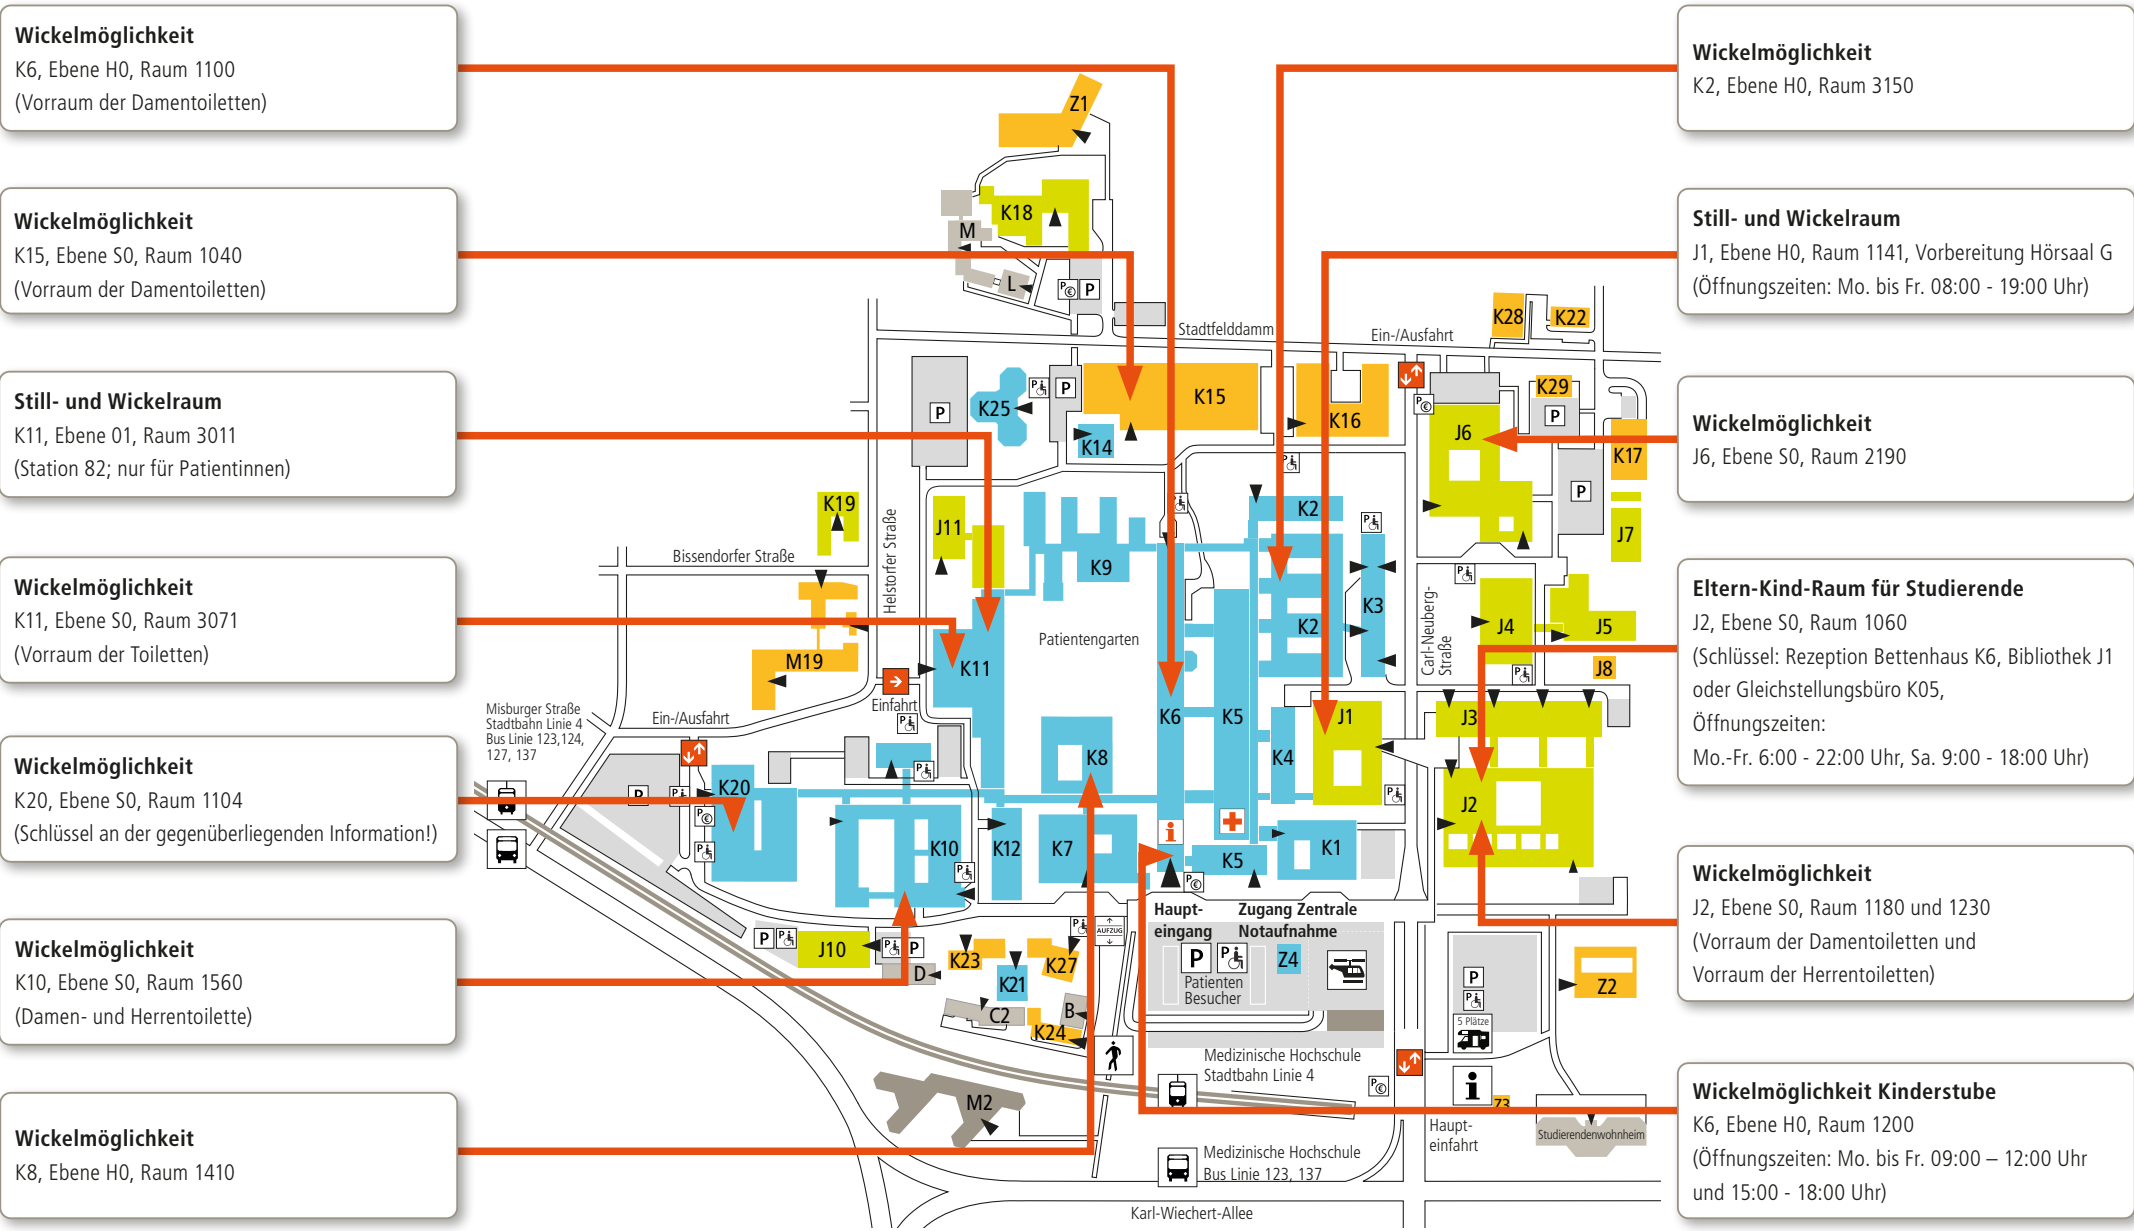 Wickelmöglichkeit
K6, Ebene H0, Raum 1100
(Vorraum der Damentoiletten)
Wickelmöglichkeit
K15, Ebene S0, Raum 1040
(Vorraum der Damentoiletten)
Still- und Wickelraum
K11, Ebene 01, Raum 3011
(Station 82; nur für Patientinnen)
Wickelmöglichkeit
K11, Ebene S0, Raum 3071
(Vorraum der Toiletten)
Wickelmöglichkeit
K20, Ebene S0, Raum 1104
(Schlüssel an der gegenüberliegenden Information!)
Wickelmöglichkeit
K10, Ebene S0, Raum 1560
(Damen- und Herrentoilette)
Wickelmöglichkeit
K8, Ebene H0, Raum 1410
Z1
K18
M
L
P€
P
Stadtfelddamm
Ein-/Ausfahrt
K28
K22
P
K25
P
P
K15
K16
K14
P€
K29
P
J6
K17
P
J7
K19
J11
Helstorfer Straße
Bissendorfer Straße
K9
K2
K2
K3
Patientengarten
Carl-Neuberg-
Straße
J4
J5
J8
M19
K11
Einfahrt
Misburger Straße
Stadtbahn Linie 4
Bus Linie 123,124,
127, 137
Ein-/Ausfahrt
K6
K5
K4
J1
J3
K8
K20
P
P
P€
P
J2
K10
K12
K7
i
K5
K1
P€
Haupt-
eingang
Zugang Zentrale
Notaufnahme
P
P
Z4
Patienten
Besucher
AUFZUG
P
P
J10
P
P
D
K23
K27
K21
C2
B
K24
M2
Medizinische Hochschule
Stadtbahn Linie 4
P€
P
P
5 Plätze
Z2
i
Z3
Haupt-
einfahrt
Studierendenwohnheim
Medizinische Hochschule
Bus Linie 123, 137
Karl-Wiechert-Allee
Wickelmöglichkeit
K2, Ebene H0, Raum 3150
Still- und Wickelraum
J1, Ebene H0, Raum 1141, Vorbereitung Hörsaal G
(Öffnungszeiten: Mo. bis Fr. 08:00 - 19:00 Uhr)
Wickelmöglichkeit
J6, Ebene S0, Raum 2190
Eltern-Kind-Raum für Studierende
J2, Ebene S0, Raum 1060
(Schlüssel: Rezeption Bettenhaus K6, Bibliothek J1
oder Gleichstellungsbüro K05,
Öffnungszeiten:
Mo.-Fr. 6:00 - 22:00 Uhr, Sa. 9:00 - 18:00 Uhr)
Wickelmöglichkeit
J2, Ebene S0, Raum 1180 und 1230
(Vorraum der Damentoiletten und
Vorraum der Herrentoiletten)
Wickelmöglichkeit Kinderstube
K6, Ebene H0, Raum 1200
(Öffnungszeiten: Mo. bis Fr. 09:00 – 12:00 Uhr
und 15:00 - 18:00 Uhr)